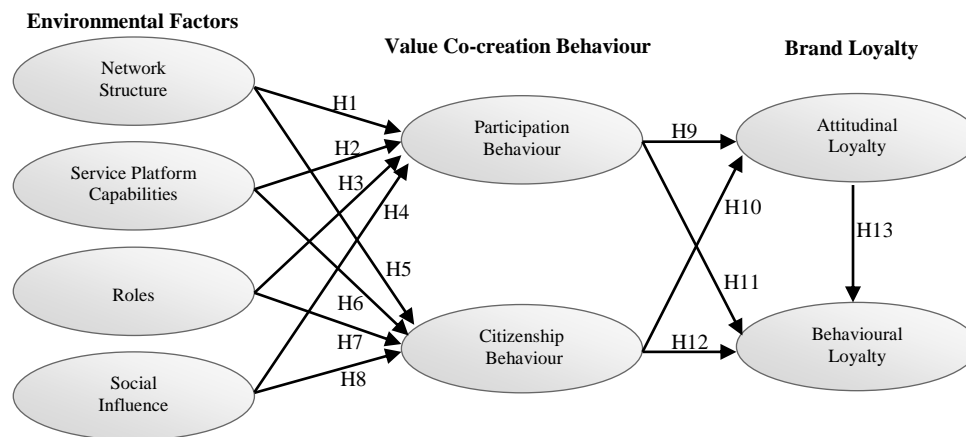 Environmental Factors
Network
Structure
Service Platform
Capabilities
Roles
Social
Influence
H1
H2
H3
H4
H5
H6
H7
H8
Value Co-creation Behaviour
Participation
Behaviour
Citizenship
Behaviour
H9
H10
H11
H12
Brand Loyalty
Attitudinal
Loyalty
H13
Behavioural
Loyalty